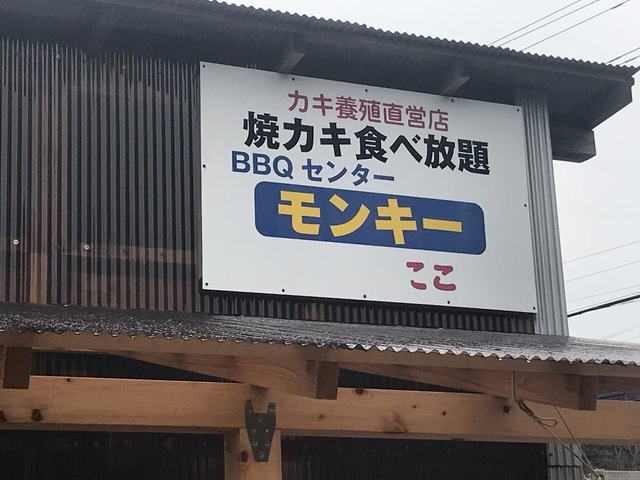 カキ養殖直営店
焼カキ食べ放題
BBQ センター
モンキー
ここ